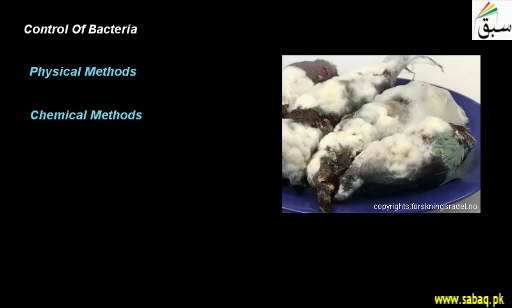 Control Of Bacteria
سبق
Physical Methods
Chemical Methods
copyrights:forskningsradet.no
www.sabaq.pk